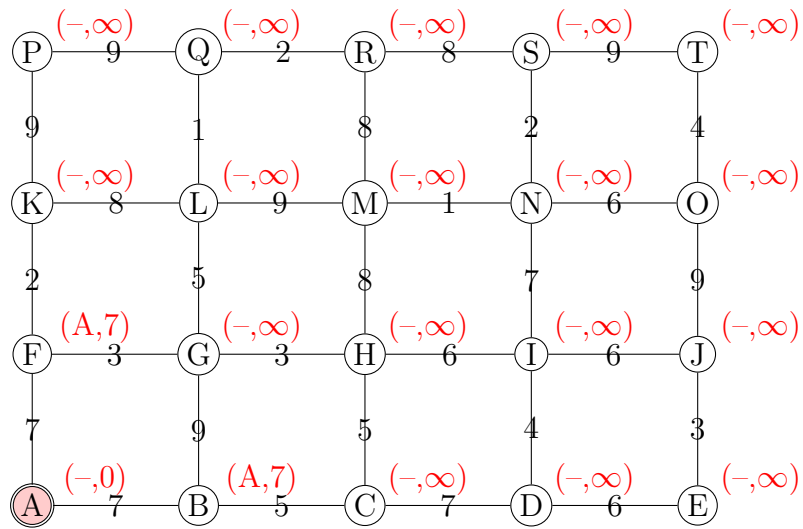 (–,∞) (–,∞) (–,∞) (–,∞) (–,∞)
P 9 Q 2 R 8 S 9 T
9 1 8 2 4
(–,∞) (–,∞) (–,∞) (–,∞) (–,∞)
K 8 L 9 M 1 N 6 O
2 5 8 7 9
(A,7) (–,∞) (–,∞) (–,∞) (–,∞)
F 3 G 3 H 6 I 6 J
7 9 5 4 3
(–,0) (A,7) (–,∞) (–,∞) (–,∞)
A 7 B 5 C 7 D 6 E